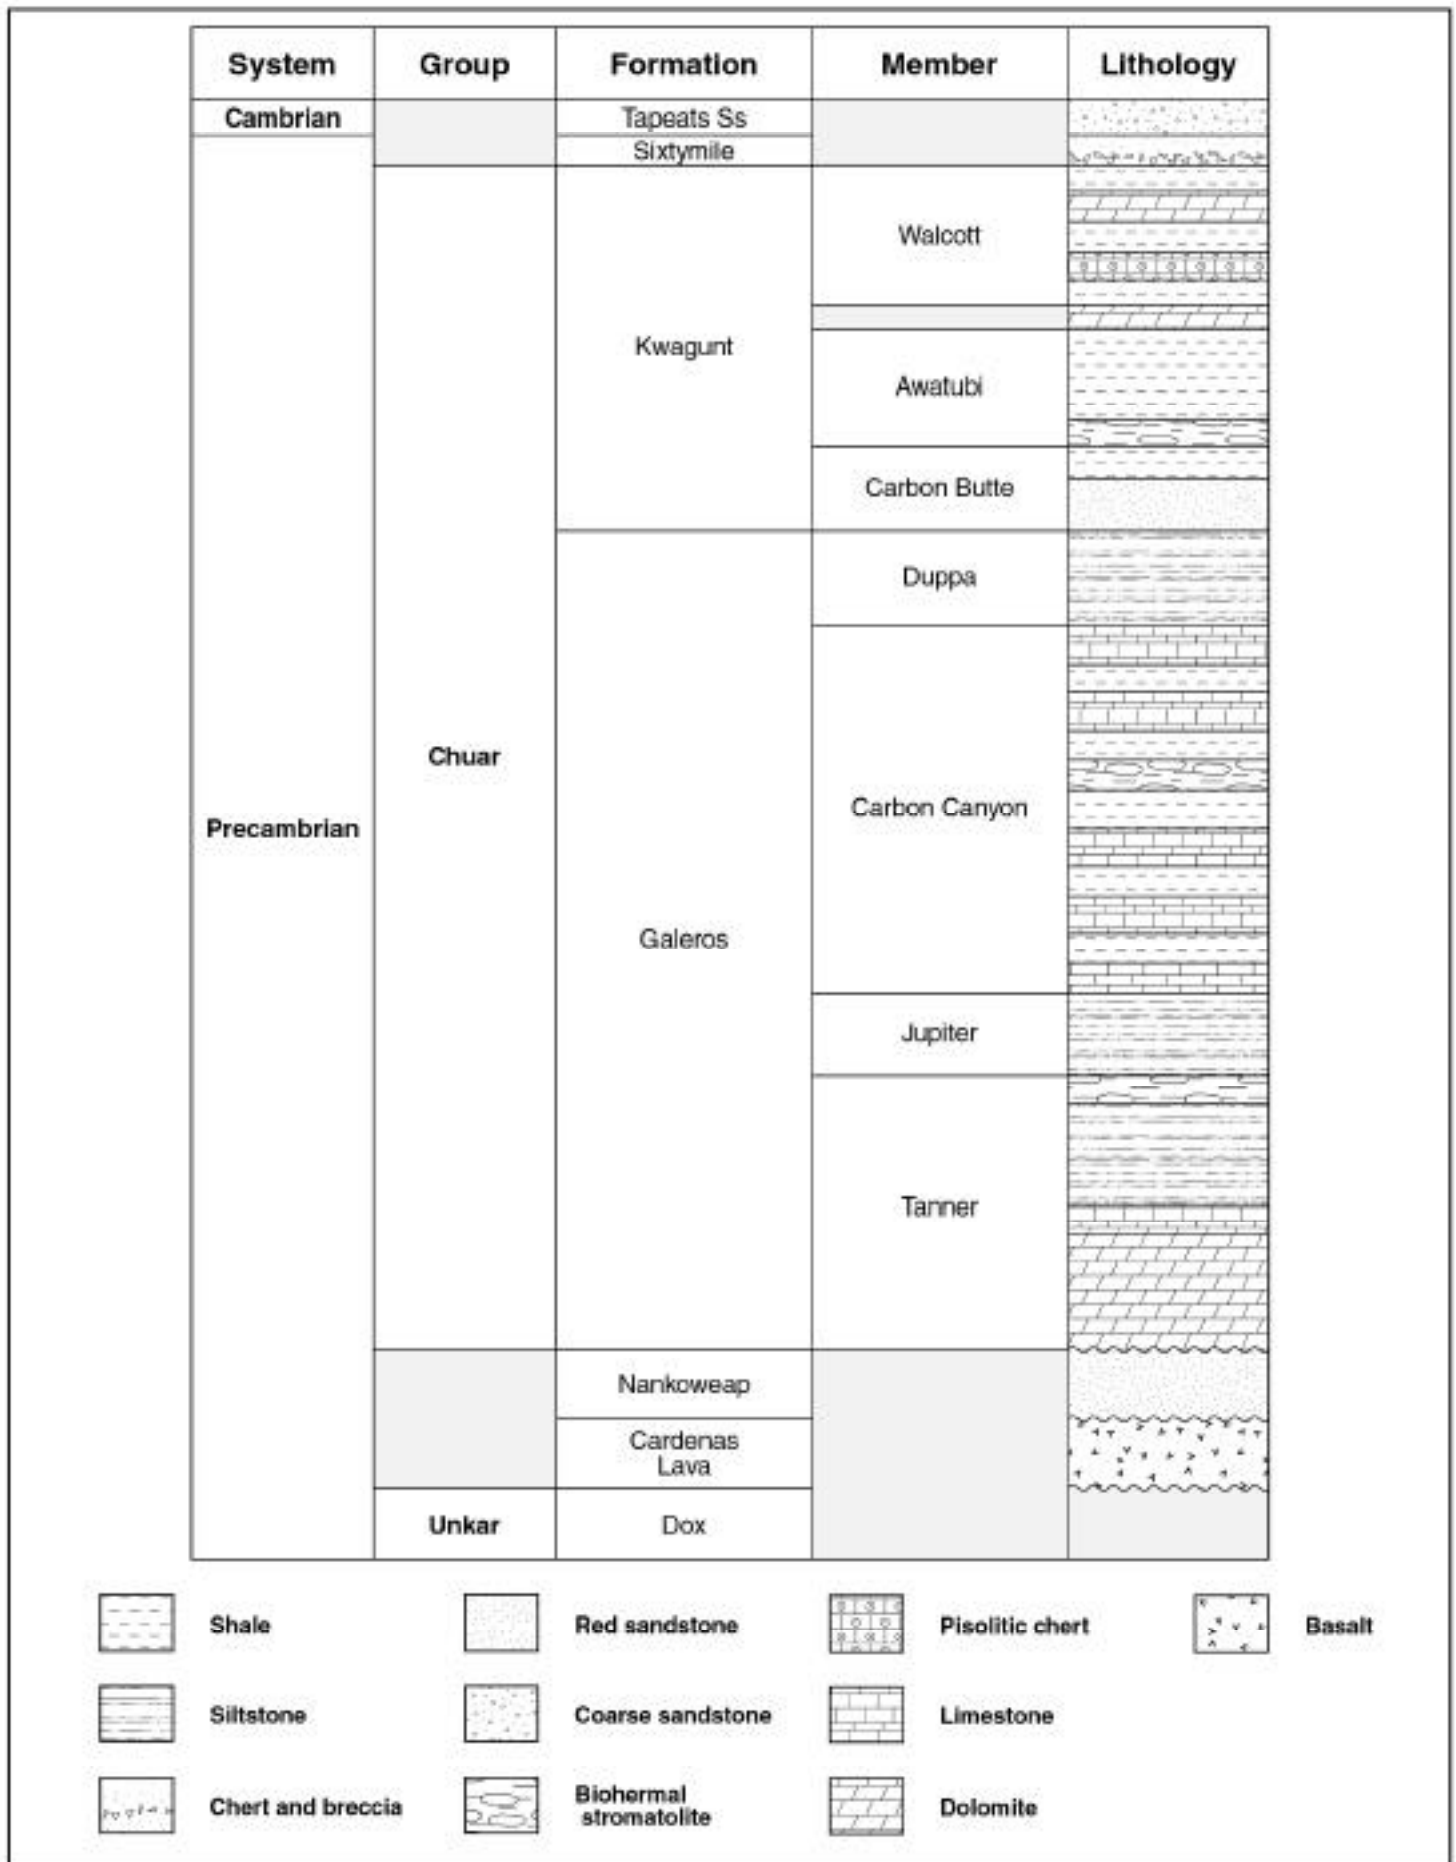 System Group Formation Member Lithology
Cambrian Tapeats Ss
Sixtymile
Walcott
Kwagunt
Awatubi
Carbon Butte
Duppa
Chuar
Carbon Canyon
Precambrian
Galeros
Jupiter
Tanner
Nankoweap
Cardenas
Lava
Unkar Dox
Shale Red sandstone Pisolitic chert Basalt
Siltstone Coarse sandstone Limestone
Chert and breccia Biohermal
stromatolite Dolomite